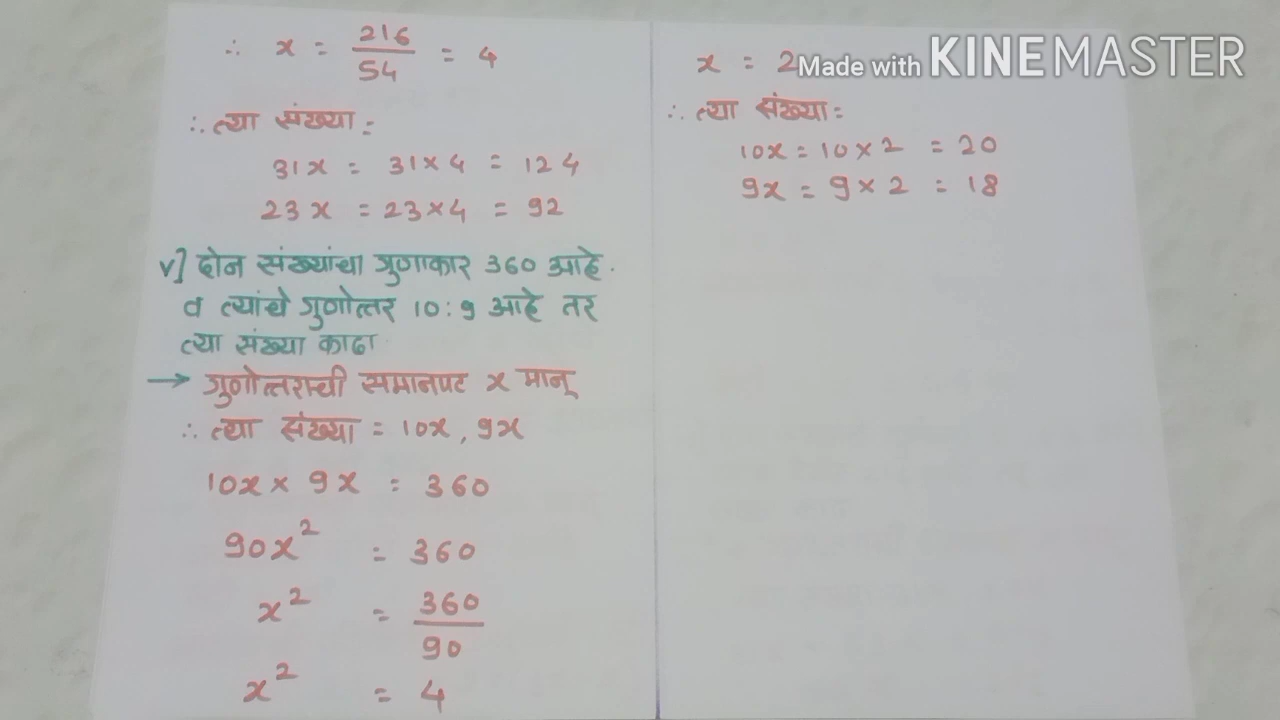 ∴ x = 216/54 = 4
∴ त्या संख्या =
31x = 31 × 4 = 124
23x = 23 × 4 = 92
v] दोन संख्यांचा गुणाकार 360 आहे.
व त्यांचे गुणोत्तर 10 : 9 आहे तर
त्या संख्या काढा
→ गुणोत्तराची समानपट x मानू
∴ त्या संख्या = 10x, 9x
10x × 9x = 360
90x² = 360
x² = 360/90
x² = 4
x = 2
∴ त्या संख्या =
10x = 10 × 2 = 20
9x = 9 × 2 = 18
Made with KINEMASTER